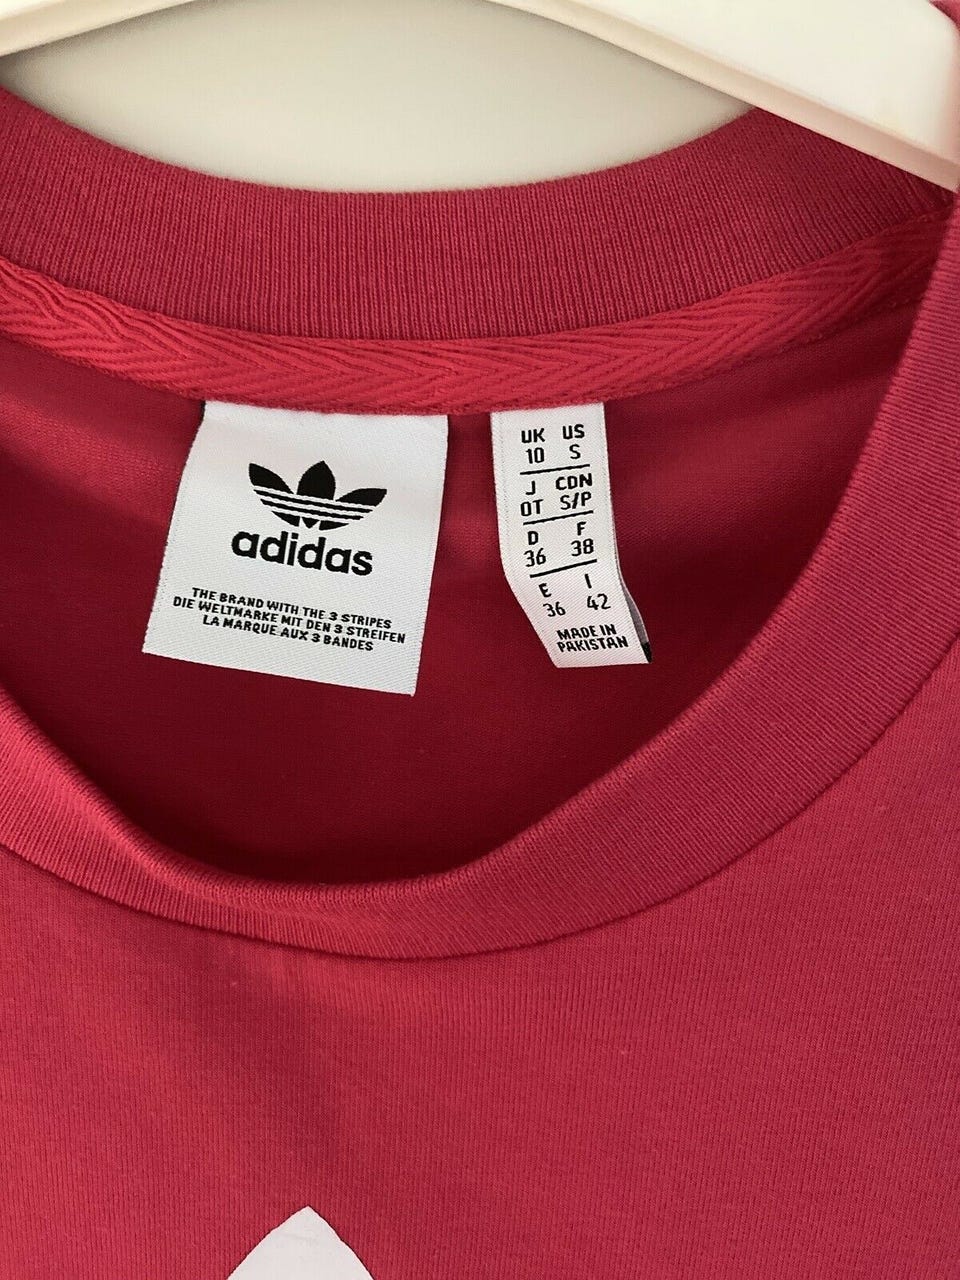 adidas
THE BRAND WITH THE 3 STRIPES
DIE WELTMARKE MIT DEN 3 STREIFEN
LA MARQUE AUX 3 BANDES
UK US
10 S
J CDN
OT S/P
D F
36 38
E I
36 42
MADE IN
PAKISTAN